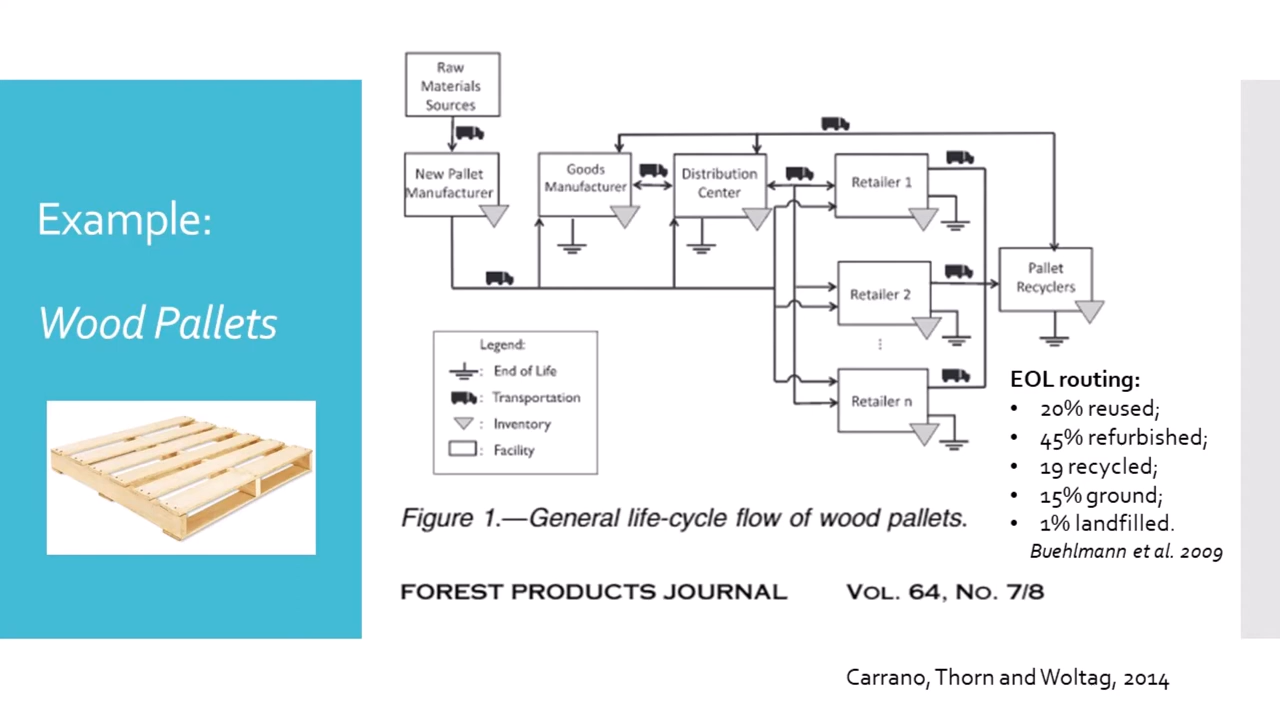 Example:
Wood Pallets
Raw
Materials
Sources
New Pallet
Manufacturer
Goods
Manufacturer
Distribution
Center
Retailer 1
Retailer 2
Retailer n
Pallet
Recyclers
Legend:
: End of Life
: Transportation
: Inventory
: Facility
EOL routing:
• 20% reused;
• 45% refurbished;
• 19 recycled;
• 15% ground;
• 1% landfilled.
Buehlmann et al. 2009
Figure 1.—General life-cycle flow of wood pallets.
FOREST PRODUCTS JOURNAL VOL. 64, NO. 7/8
Carrano, Thorn and Woltag, 2014